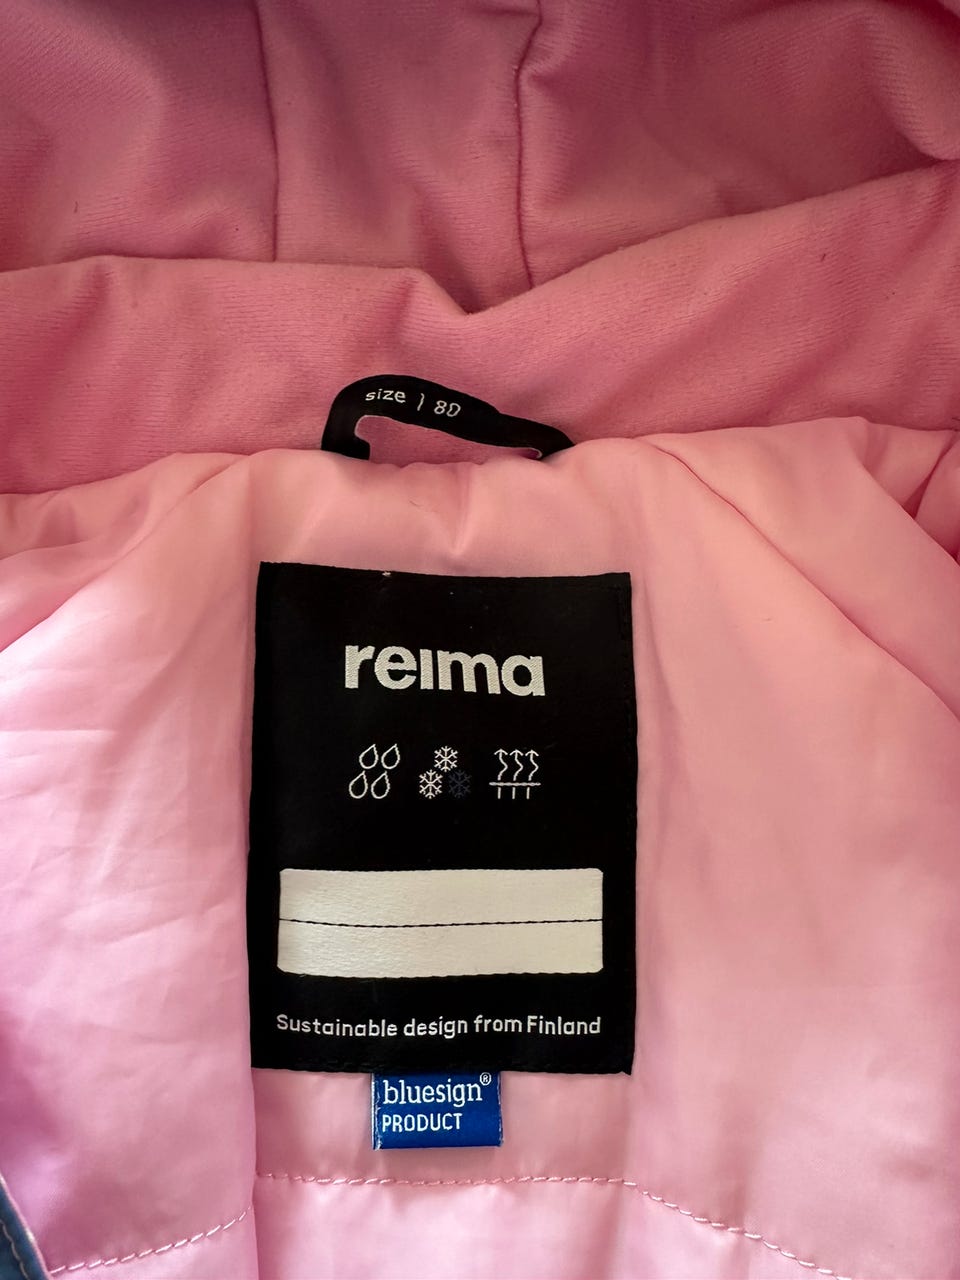 size | 80
reima
Sustainable design from Finland
bluesign®
PRODUCT